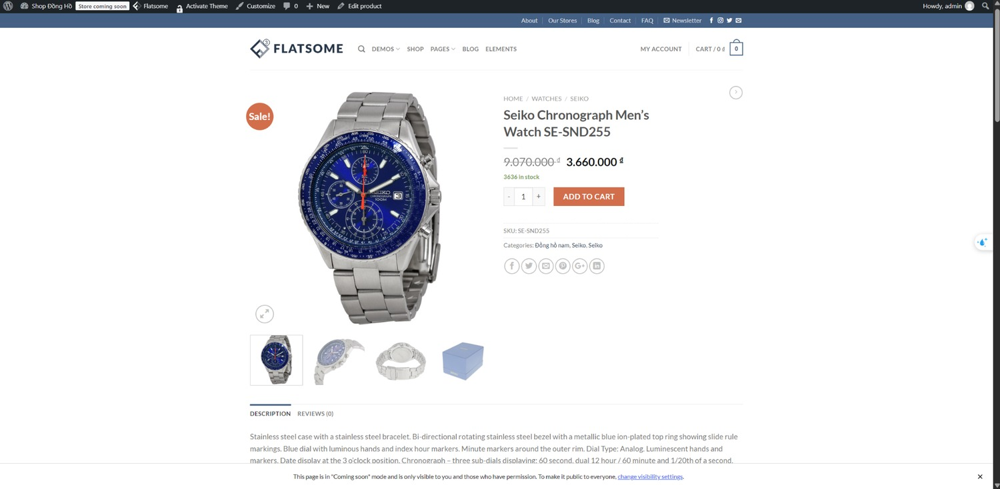 Shop Đồng Hồ Store coming soon Flatsome Activate Theme Customize 0 New Edit product Howdy, admin
About Our Stores Blog Contact FAQ Newsletter
3 FLATSOME DEMOS SHOP PAGES BLOG ELEMENTS MY ACCOUNT CART / 0 ₫ 0
HOME / WATCHES / SEIKO
Sale!
Seiko Chronograph Men’s
Watch SE-SND255
9.070.000 ₫ 3.660.000 ₫
3636 in stock
- 1 + ADD TO CART
SEIKO
CHRONOGRAPH
100M
3
SKU: SE-SND255
Categories: Đồng hồ nam, Seiko, Seiko
DESCRIPTION REVIEWS (0)
Stainless steel case with a stainless steel bracelet. Bi-directional rotating stainless steel bezel with a metallic blue ion-plated top ring showing slide rule
markings. Blue dial with luminous hands and index hour markers. Minute markers around the outer rim. Dial Type: Analog. Luminescent hands and
markers. Date display at the 3 o’clock position. Chronograph – three sub-dials displaying: 60 second, dual 12 hour / 60 minute and 1/20th of a second.
This page is in "Coming soon" mode and is only visible to you and those who have permission. To make it public to everyone, change visibility settings.